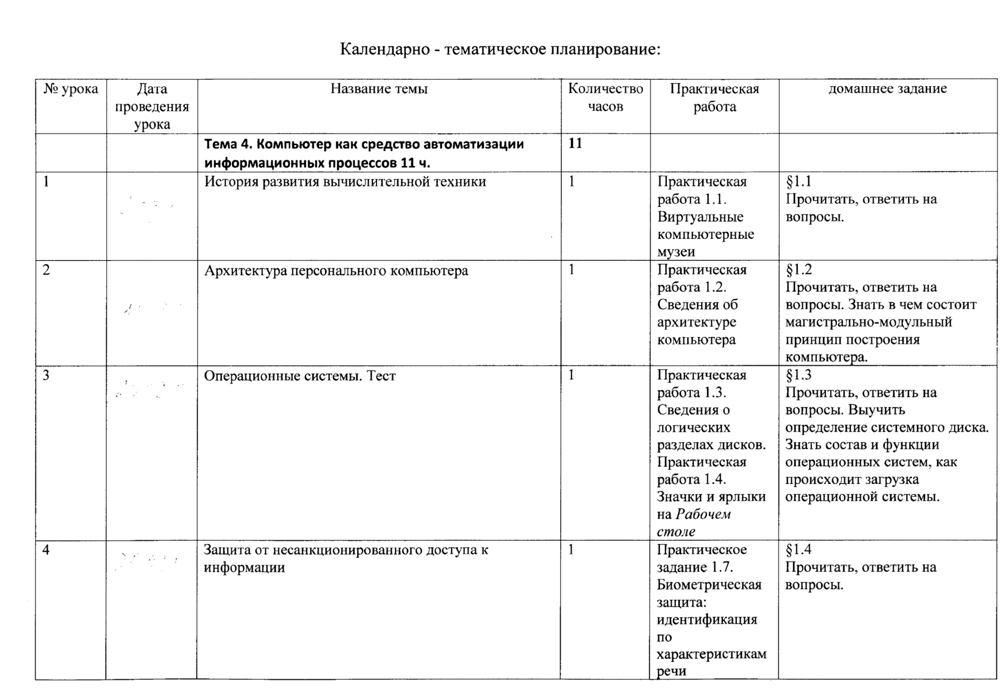 Календарно - тематическое планирование:
№ урока
Дата
проведения
урока
Название темы
Количество
часов
Практическая
работа
домашнее задание
Тема 4. Компьютер как средство автоматизации
информационных процессов 11 ч.
11
1
История развития вычислительной техники
1
Практическая
работа 1.1.
Виртуальные
компьютерные
музеи
§1.1
Прочитать, ответить на
вопросы.
2
Архитектура персонального компьютера
1
Практическая
работа 1.2.
Сведения об
архитектуре
компьютера
§1.2
Прочитать, ответить на
вопросы. Знать в чем состоит
магистрально-модульный
принцип построения
компьютера.
3
Операционные системы. Тест
1
Практическая
работа 1.3.
Сведения о
логических
разделах дисков.
Практическая
работа 1.4.
Значки и ярлыки
на Рабочем
столе
§1.3
Прочитать, ответить на
вопросы. Выучить
определение системного диска.
Знать состав и функции
операционных систем, как
происходит загрузка
операционной системы.
4
Защита от несанкционированного доступа к
информации
1
Практическое
задание 1.7.
Биометрическая
защита:
идентификация
по
характеристикам
речи
§1.4
Прочитать, ответить на
вопросы.